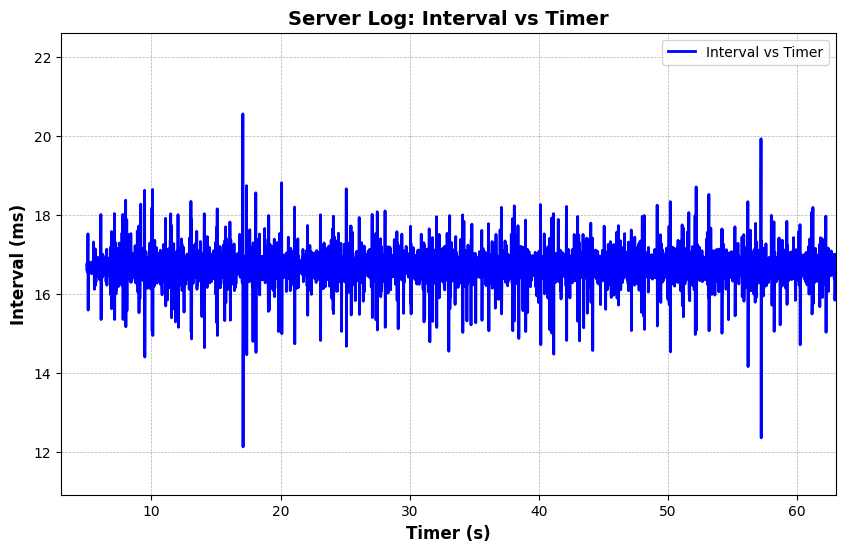 Server Log: Interval vs Timer
Interval vs Timer
22
20
18
16
14
12
Interval (ms)
10 20 30 40 50 60
Timer (s)